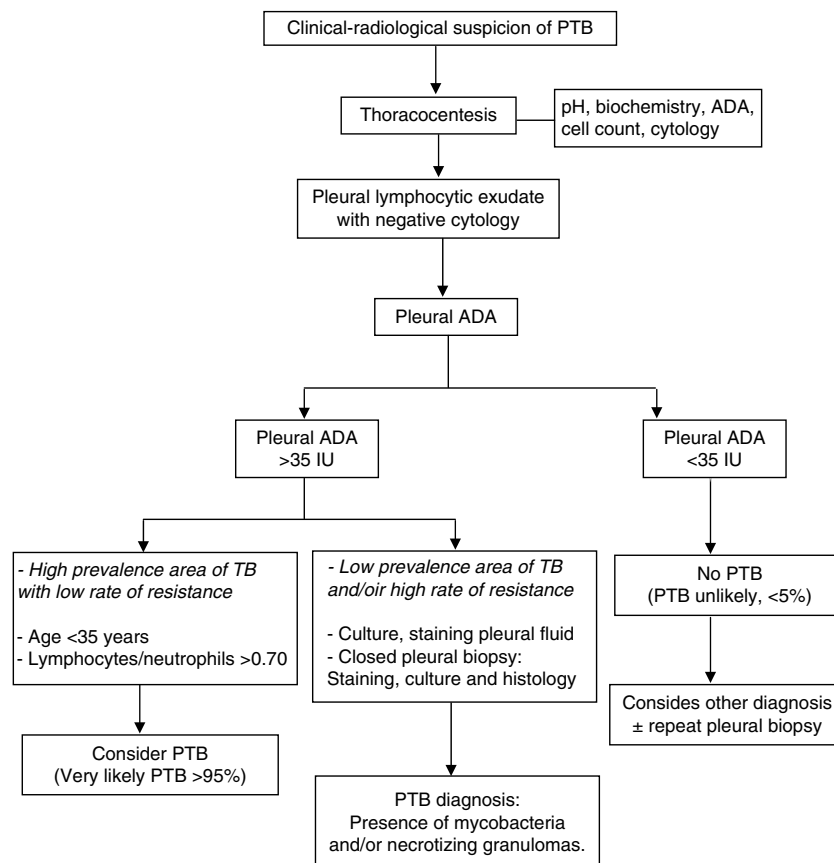 Clinical-radiological suspicion of PTB
Thoracocentesis
pH, biochemistry, ADA,
cell count, cytology
Pleural lymphocytic exudate
with negative cytology
Pleural ADA
Pleural ADA
>35 IU
Pleural ADA
<35 IU
- High prevalence area of TB
with low rate of resistance
- Age <35 years
- Lymphocytes/neutrophils >0.70
- Low prevalence area of TB
and/oir high rate of resistance
- Culture, staining pleural fluid
- Closed pleural biopsy:
Staining, culture and histology
No PTB
(PTB unlikely, <5%)
Consider PTB
(Very likely PTB >95%)
Consides other diagnosis
± repeat pleural biopsy
PTB diagnosis:
Presence of mycobacteria
and/or necrotizing granulomas.